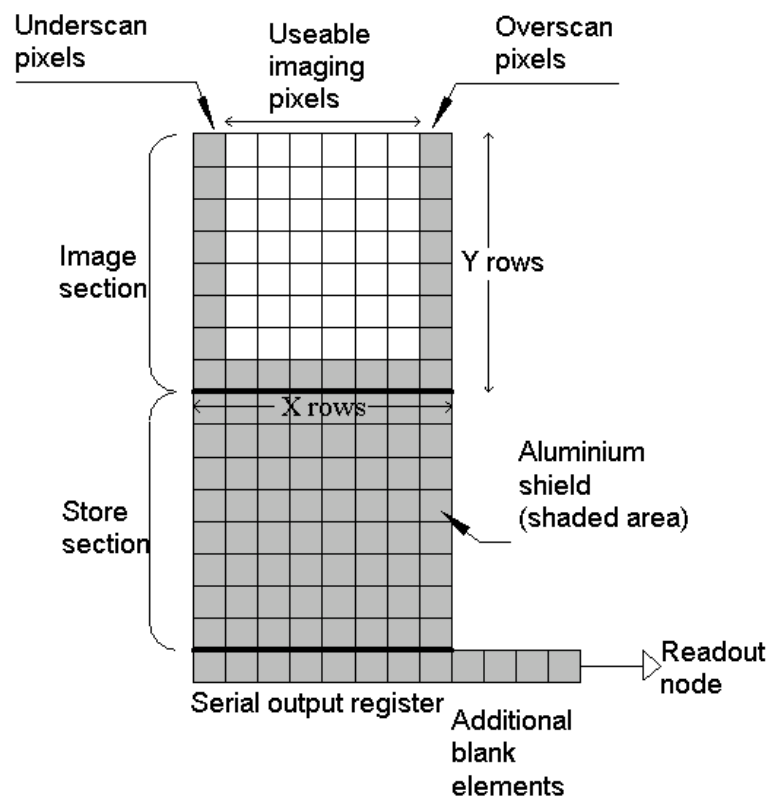 Underscan
pixels
Useable
imaging
pixels
Overscan
pixels
Image
section
Y rows
X rows
Aluminium
shield
(shaded area)
Store
section
Readout
node
Serial output register
Additional
blank
elements